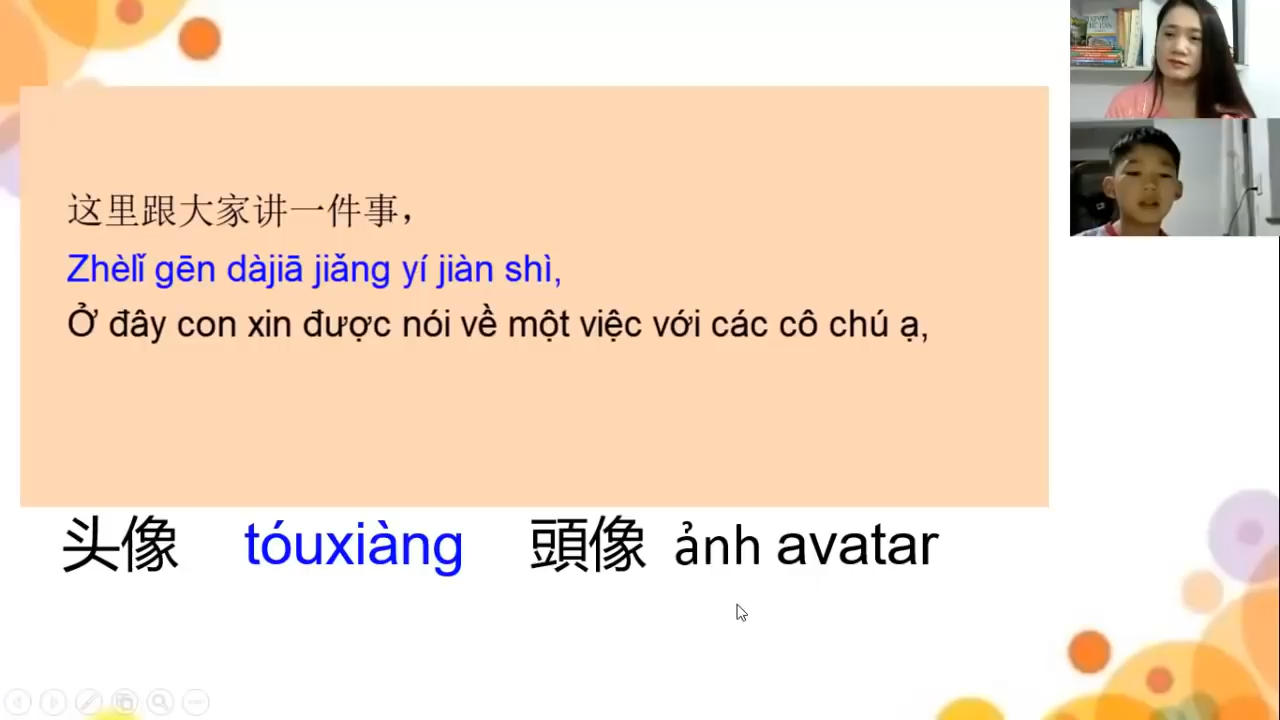 这里跟大家讲一件事，
Zhèlǐ gēn dàjiā jiǎng yí jiàn shì,
Ở đây con xin được nói về một việc với các cô chú ạ,
头像 tóuxiàng 頭像 ảnh avatar